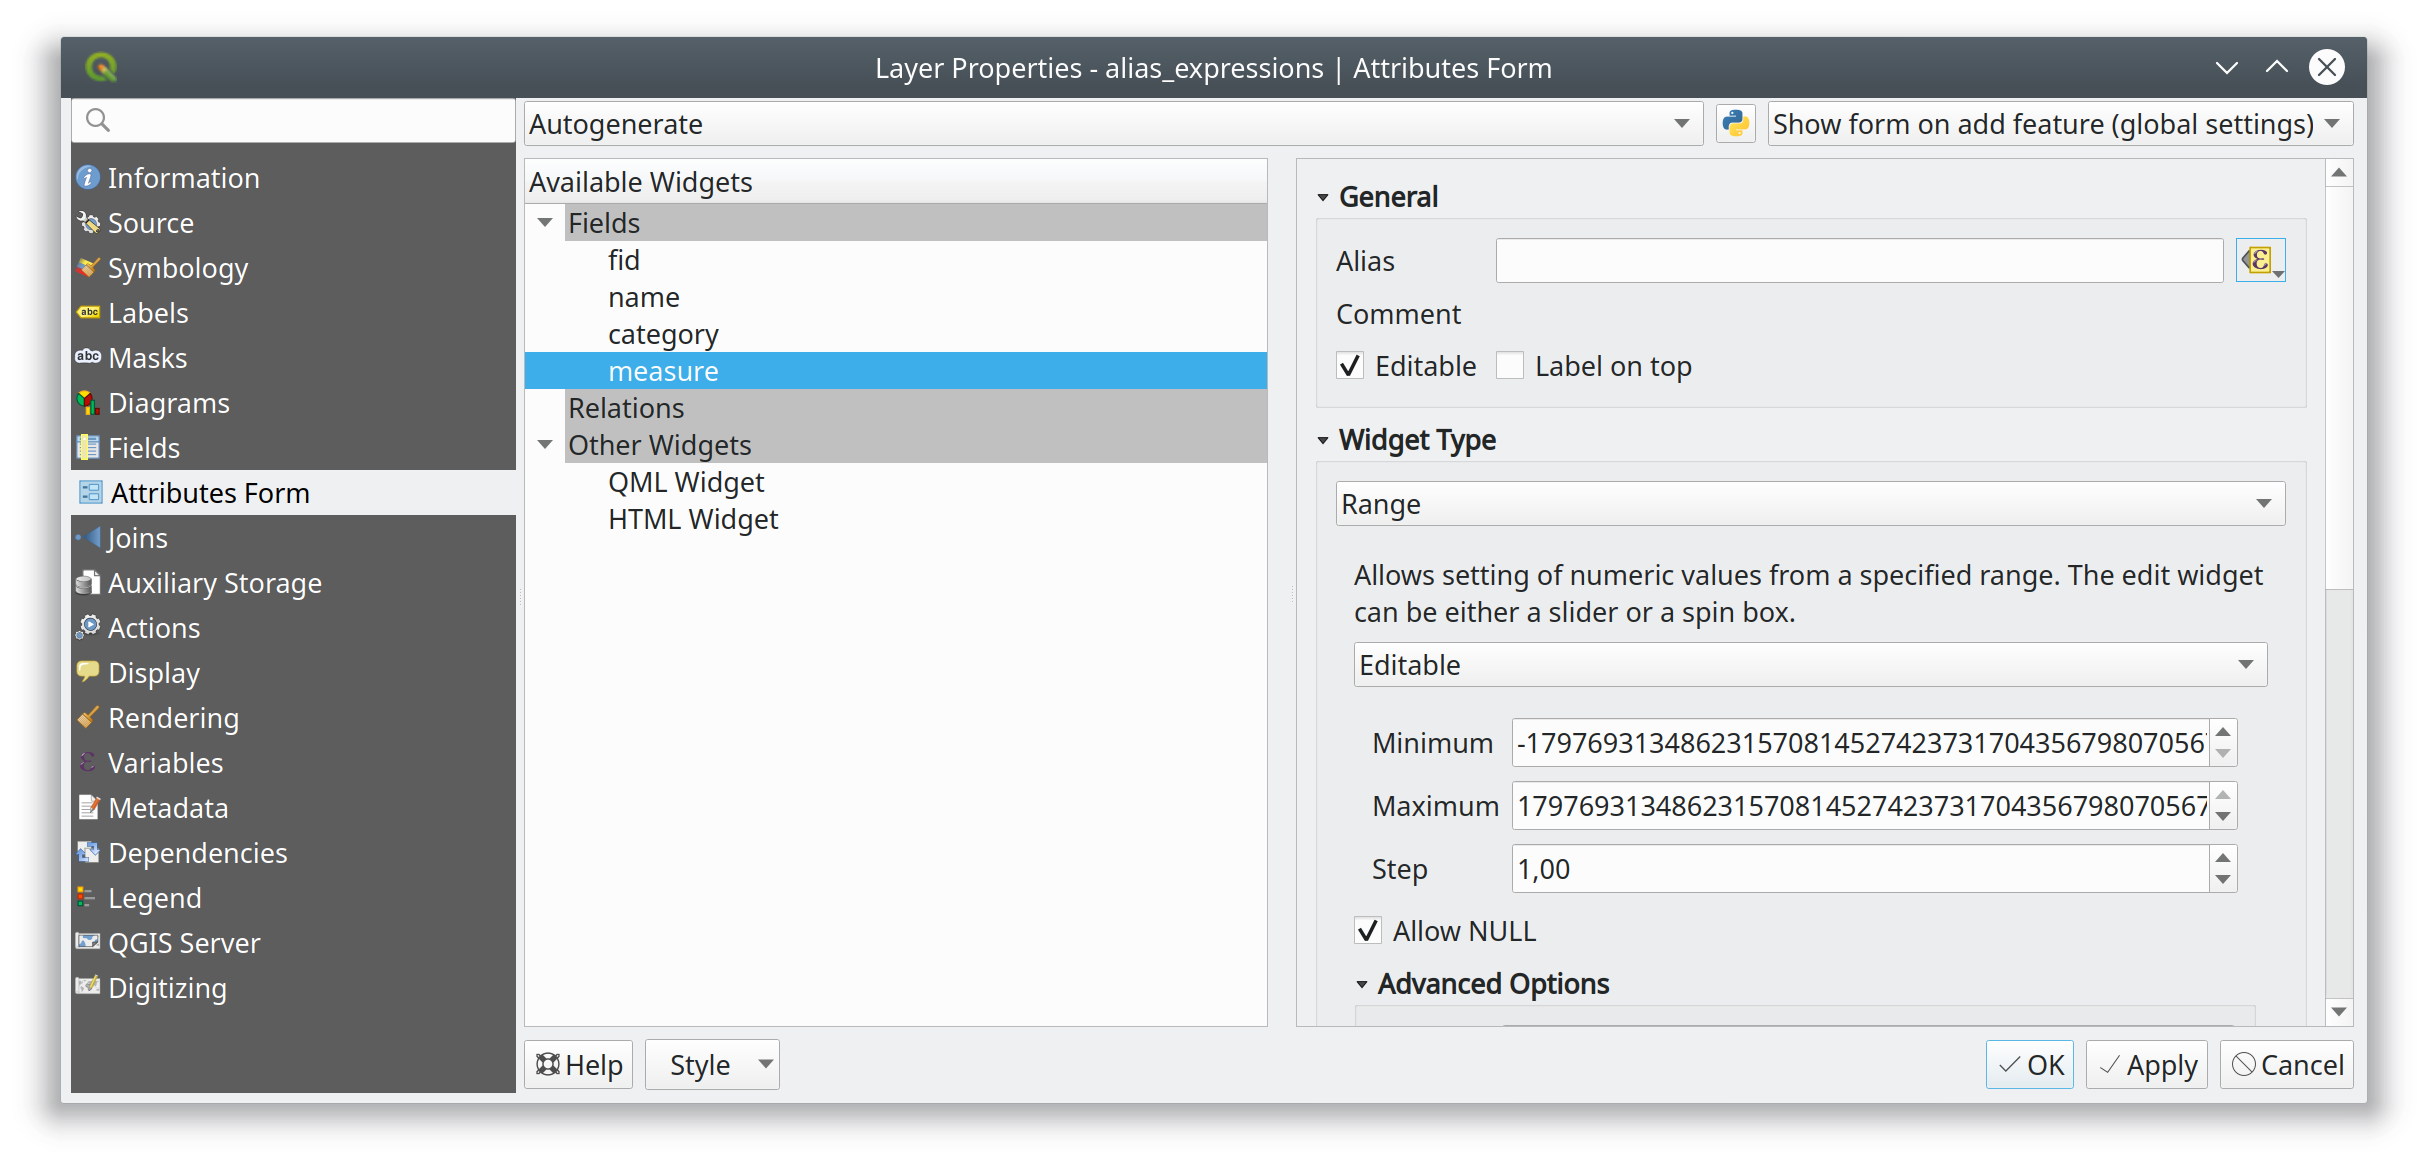 Layer Properties - alias_expressions | Attributes Form
Autogenerate
Show form on add feature (global settings)
Information
Source
Symbology
Labels
Masks
Diagrams
Fields
Attributes Form
Joins
Auxiliary Storage
Actions
Display
Rendering
Variables
Metadata
Dependencies
Legend
QGIS Server
Digitizing
Available Widgets
Fields
fid
name
category
measure
Relations
Other Widgets
QML Widget
HTML Widget
General
Alias
Comment
Editable
Label on top
Widget Type
Range
Allows setting of numeric values from a specified range. The edit widget
can be either a slider or a spin box.
Editable
Minimum -179769313486231570814527423731704356798070567
Maximum 179769313486231570814527423731704356798070567
Step 1,00
Allow NULL
Advanced Options
Help
Style
OK
Apply
Cancel